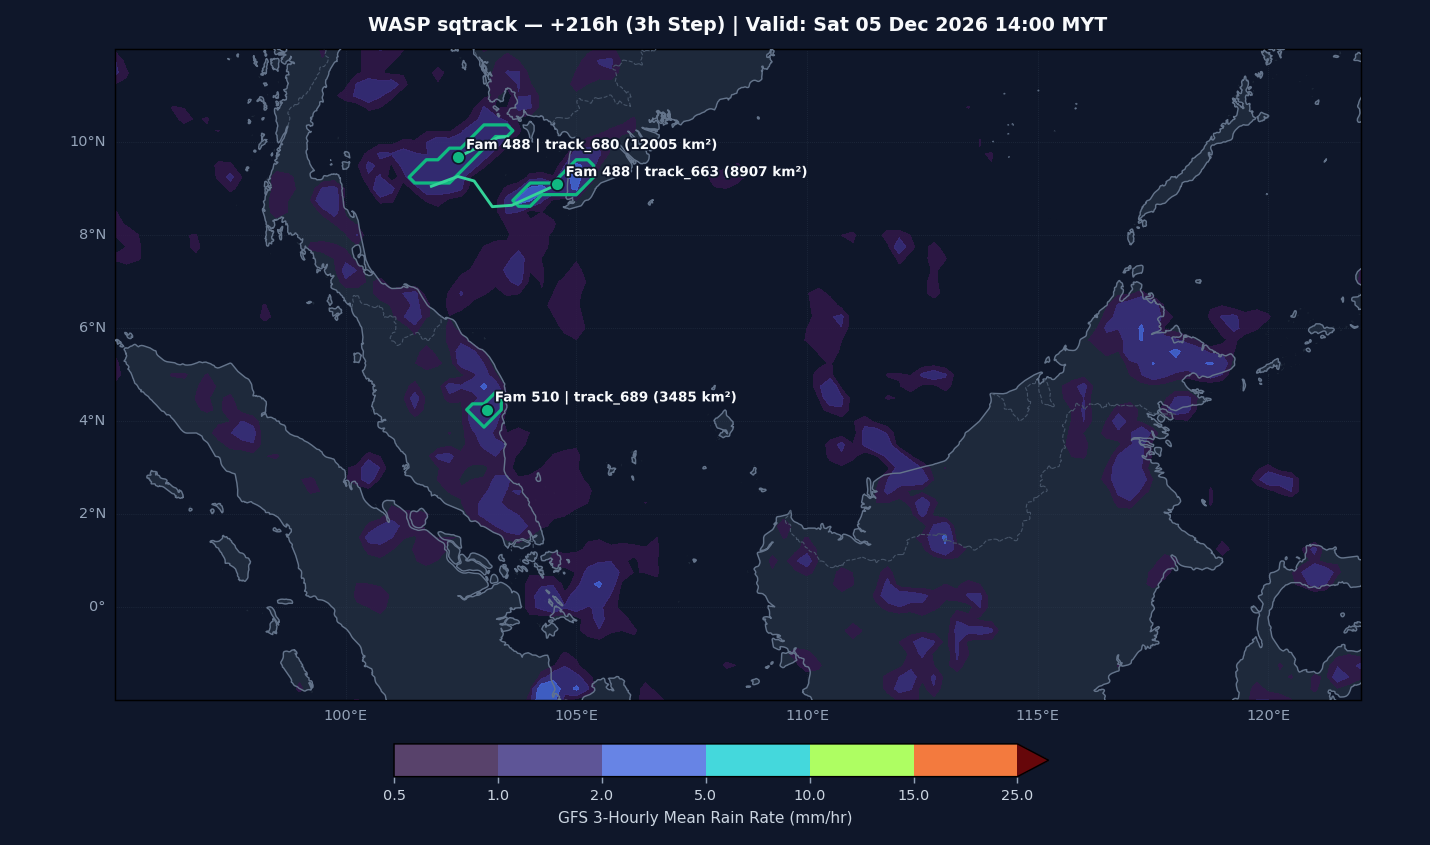 WASP sqtrack — +216h (3h Step) | Valid: Sat 05 Dec 2026 14:00 MYT
10°N
8°N
6°N
4°N
2°N
0°
Fam 488 | track_680 (12005 km²)
Fam 488 | track_663 (8907 km²)
Fam 510 | track_689 (3485 km²)
100°E 105°E 110°E 115°E 120°E
0.5 1.0 2.0 5.0 10.0 15.0 25.0
GFS 3-Hourly Mean Rain Rate (mm/hr)